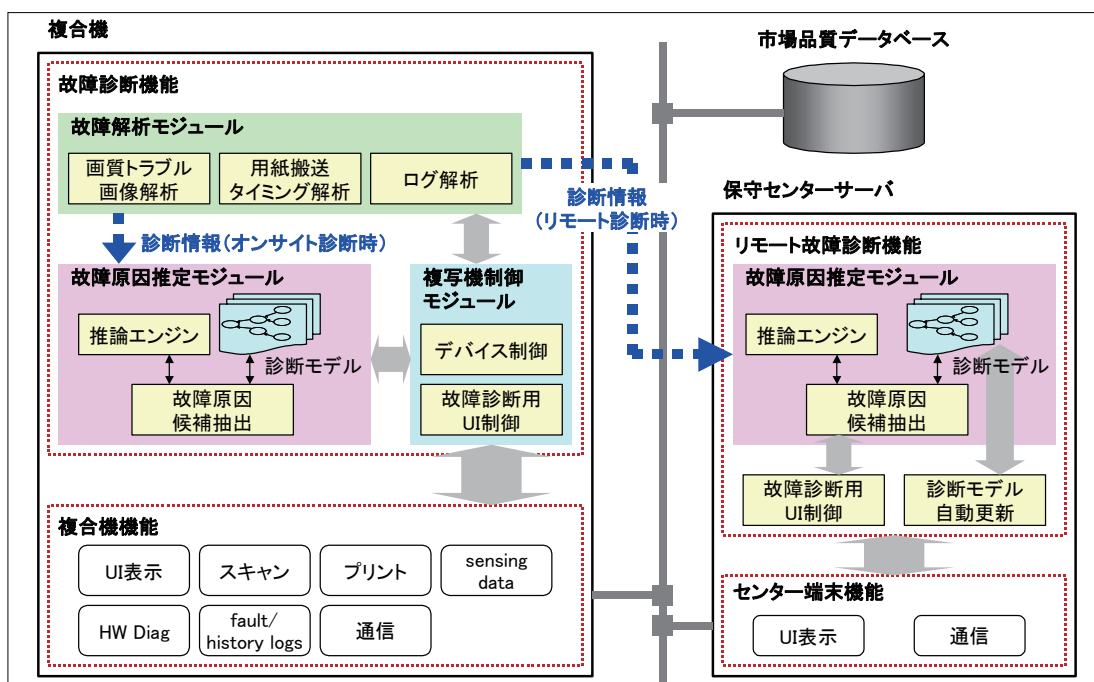 複合機
故障診断機能
故障解析モジュール
画質トラブル
画像解析
用紙搬送
タイミング解析
ログ解析
診断情報(オンサイト診断時)
診断情報
(リモート診断時)
故障原因推定モジュール
推論エンジン
診断モデル
故障原因
候補抽出
複写機制御
モジュール
デバイス制御
故障診断用
UI制御
複合機機能
UI表示
スキャン
プリント
sensing
data
HW Diag
fault/
history logs
通信
市場品質データベース
保守センターサーバ
リモート故障診断機能
故障原因推定モジュール
推論エンジン
診断モデル
故障原因
候補抽出
故障診断用
UI制御
診断モデル
自動更新
センター端末機能
UI表示
通信